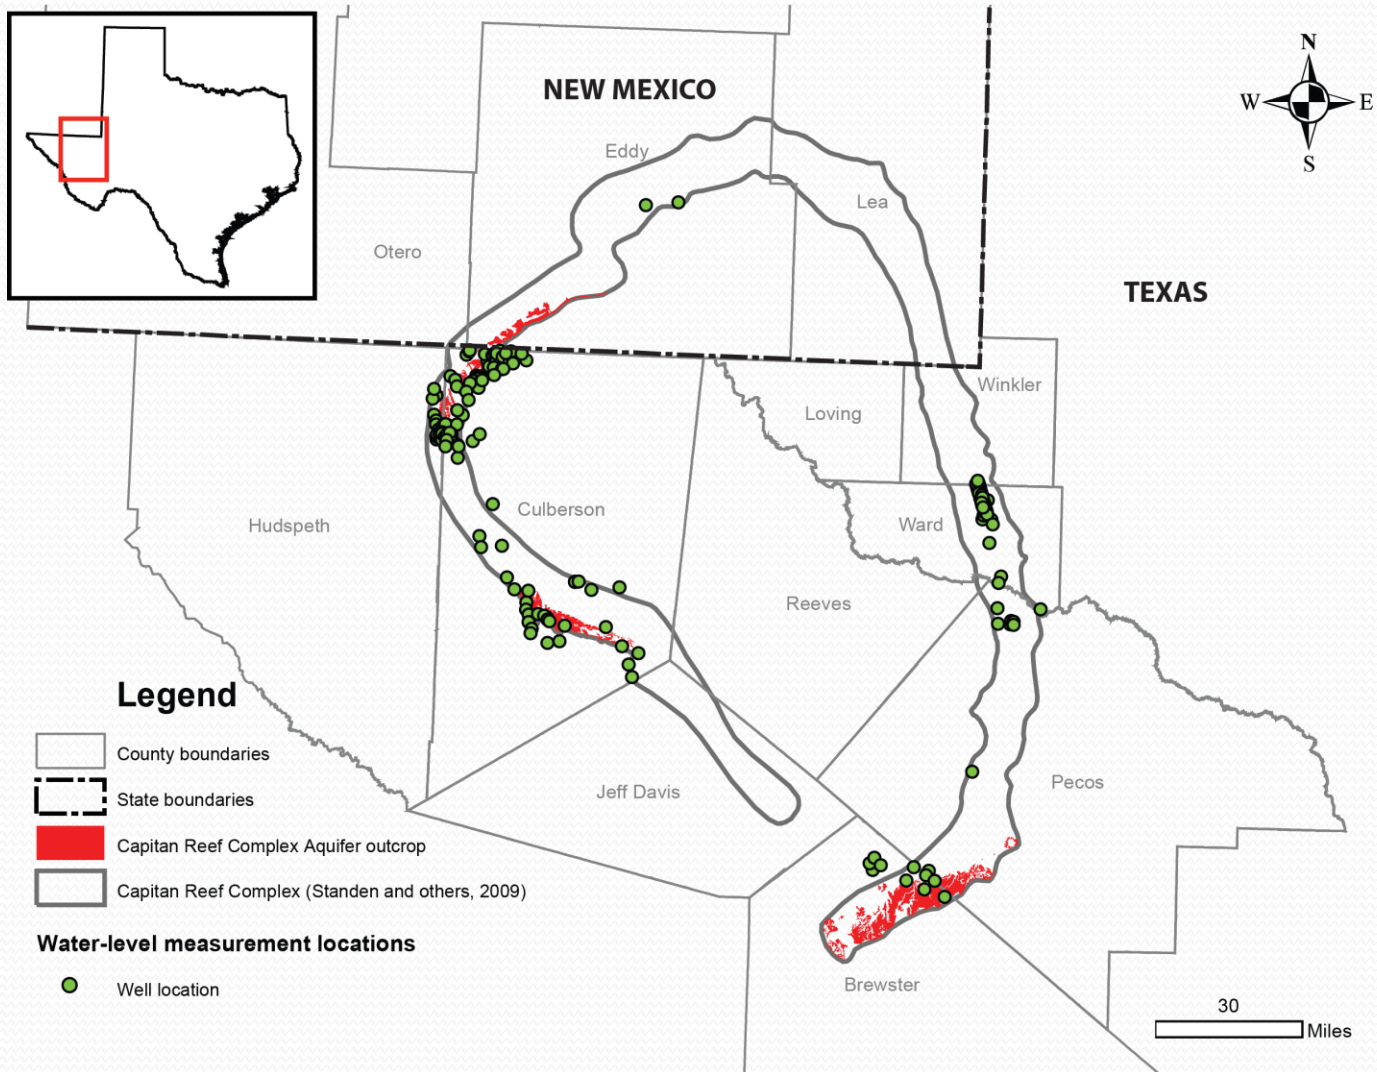 NEW MEXICO
N
W
E
S
Eddy
Lea
Otero
TEXAS
Winkler
Loving
Culberson
Ward
Hudspeth
Reeves
Legend
County boundaries
State boundaries
Capitan Reef Complex Aquifer outcrop
Capitan Reef Complex (Standen and others, 2009)
Water-level measurement locations
Well location
Jeff Davis
Pecos
Brewster
30
Miles